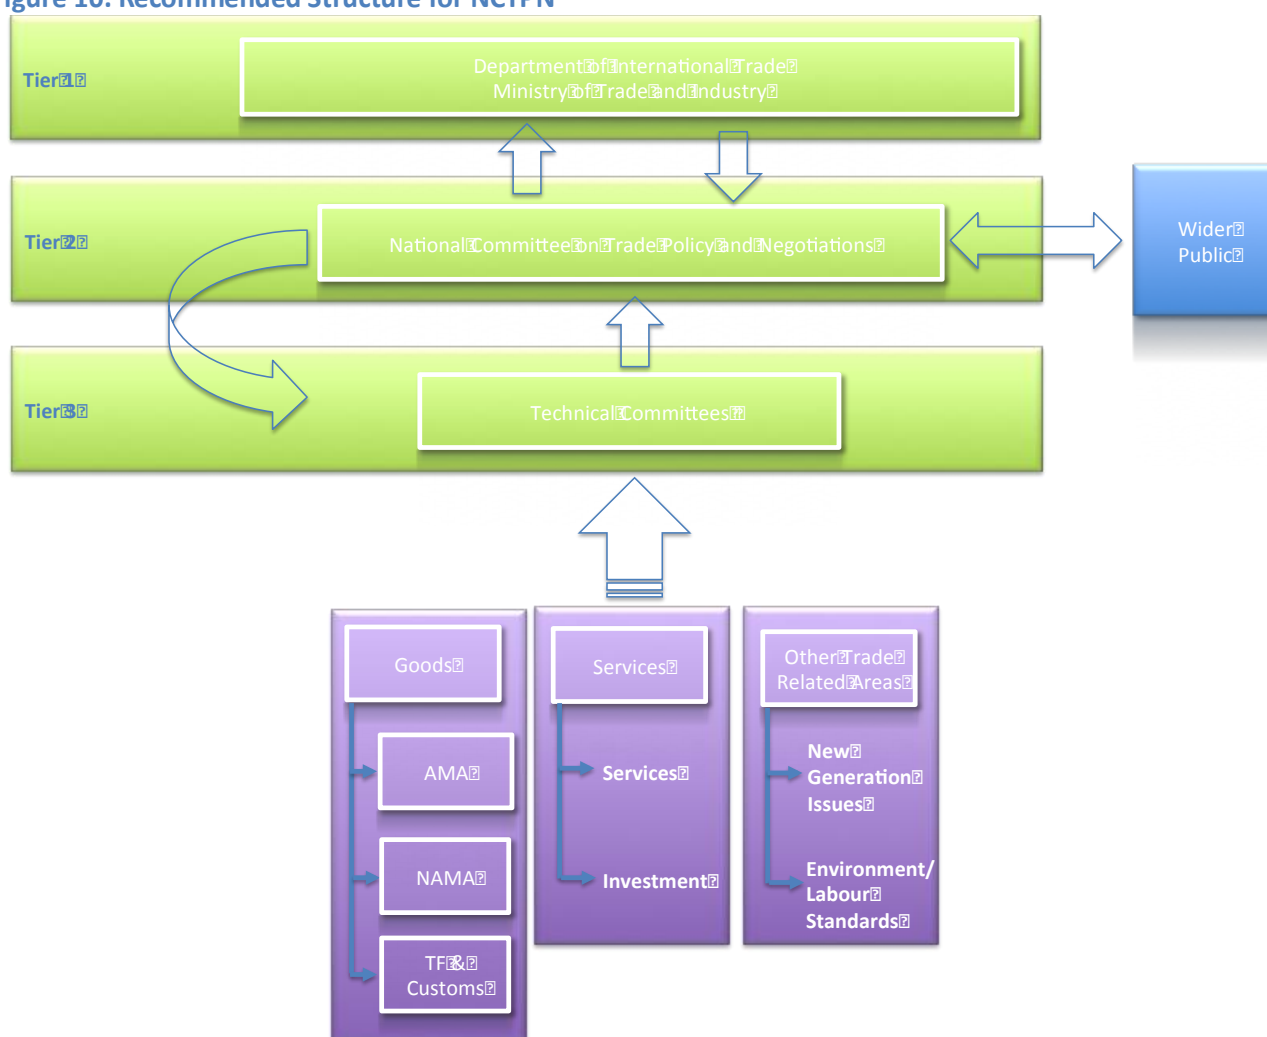 Figure 10: Recommended Structure for NCTPN
Tier 1
Department of International Trade
Ministry of Trade and Industry
Tier 2
National Committee on Trade Policy and Negotiations
Wider
Public
Tier 3
Technical Committees
Goods
AMA
NAMA
TF &
Customs
Services
Services
Investment
Other Trade
Related Areas
New
Generation
Issues
Environment/
Labour
Standards